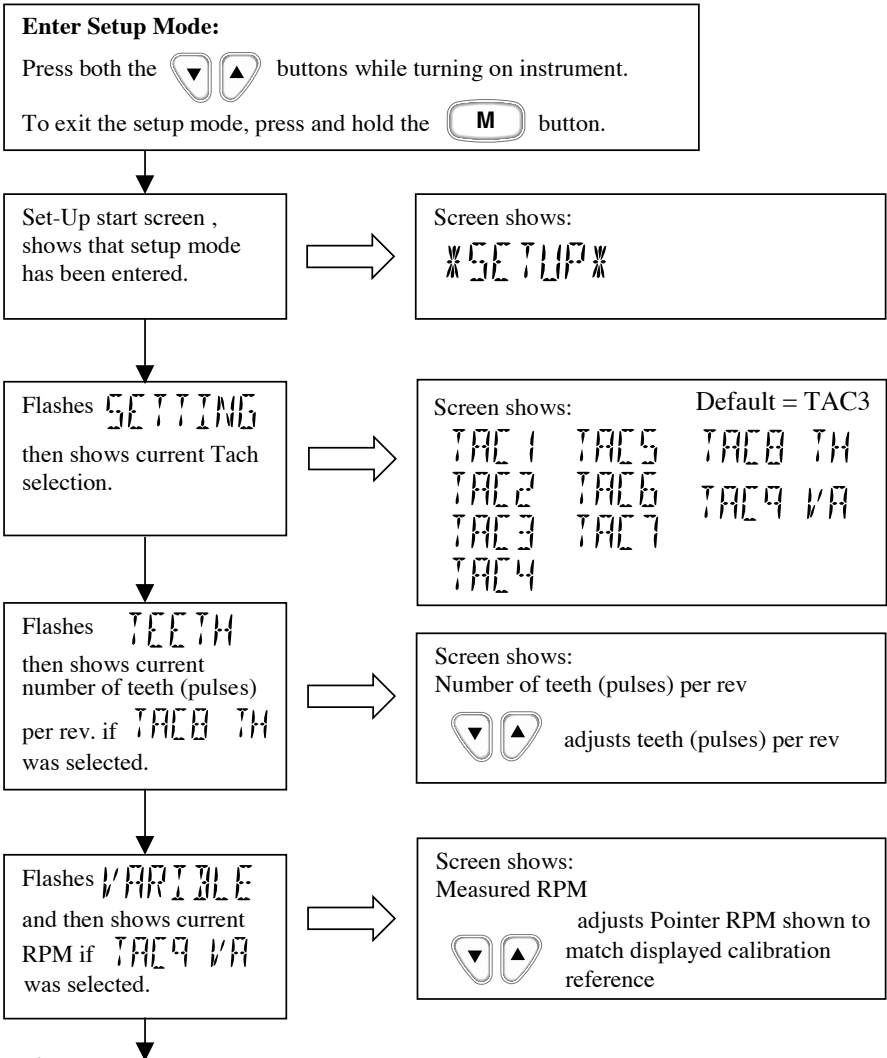 Enter Setup Mode:
Press both the ▼ ▲ buttons while turning on instrument.
To exit the setup mode, press and hold the M button.
Set-Up start screen ,
shows that setup mode
has been entered.
Screen shows:
*SETUP*
Flashes SETTING
then shows current Tach
selection.
Screen shows: Default = TAC3
TAC1 TAC5 TAC8 TH
TAC2 TAC6 TAC9 VA
TAC3 TAC7
TAC4
Flashes TEETH
then shows current
number of teeth (pulses)
per rev. if TAC8 TH
was selected.
Screen shows:
Number of teeth (pulses) per rev
▼ ▲ adjusts teeth (pulses) per rev
Flashes VARIBLE
and then shows current
RPM if TAC9 VA
was selected.
Screen shows:
Measured RPM
adjusts Pointer RPM shown to
▼ ▲ match displayed calibration
reference